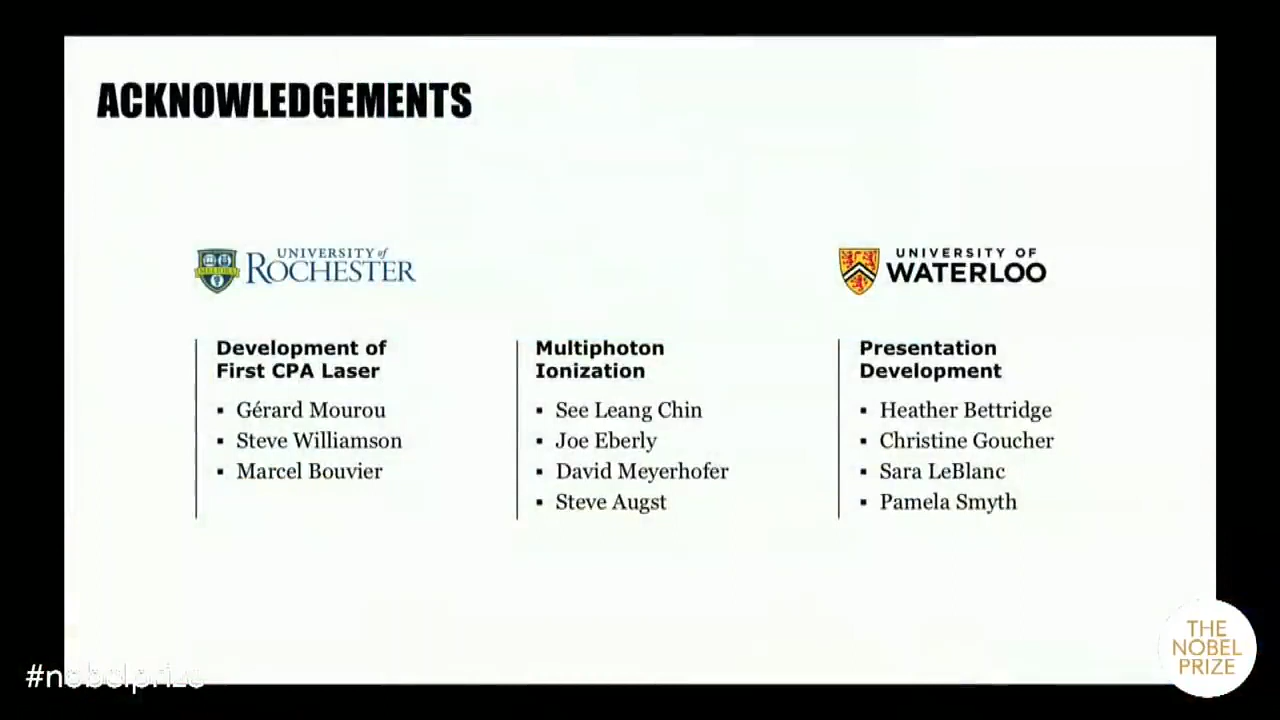 ACKNOWLEDGEMENTS
UNIVERSITY of
ROCHESTER
UNIVERSITY OF
WATERLOO
Development of
First CPA Laser
▪ Gérard Mourou
▪ Steve Williamson
▪ Marcel Bouvier
Multiphoton
Ionization
▪ See Leang Chin
▪ Joe Eberly
▪ David Meyerhofer
▪ Steve Augst
Presentation
Development
▪ Heather Bettridge
▪ Christine Goucher
▪ Sara LeBlanc
▪ Pamela Smyth
THE
NOBEL
PRIZE
#nobelprize